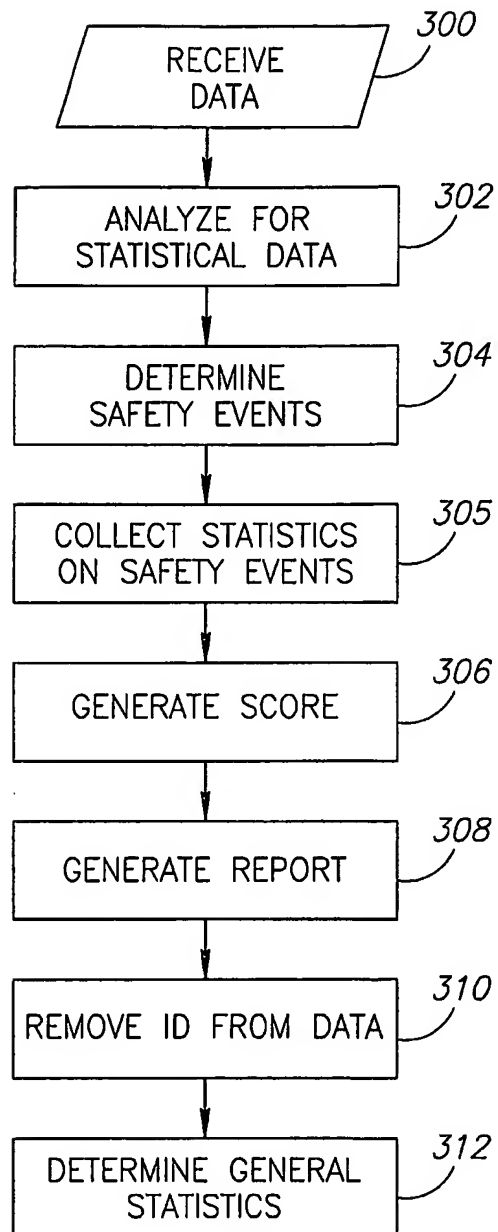 RECEIVE
DATA
300
ANALYZE FOR
STATISTICAL DATA
302
DETERMINE
SAFETY EVENTS
304
COLLECT STATISTICS
ON SAFETY EVENTS
305
GENERATE SCORE
306
GENERATE REPORT
308
REMOVE ID FROM DATA
310
DETERMINE GENERAL
STATISTICS
312